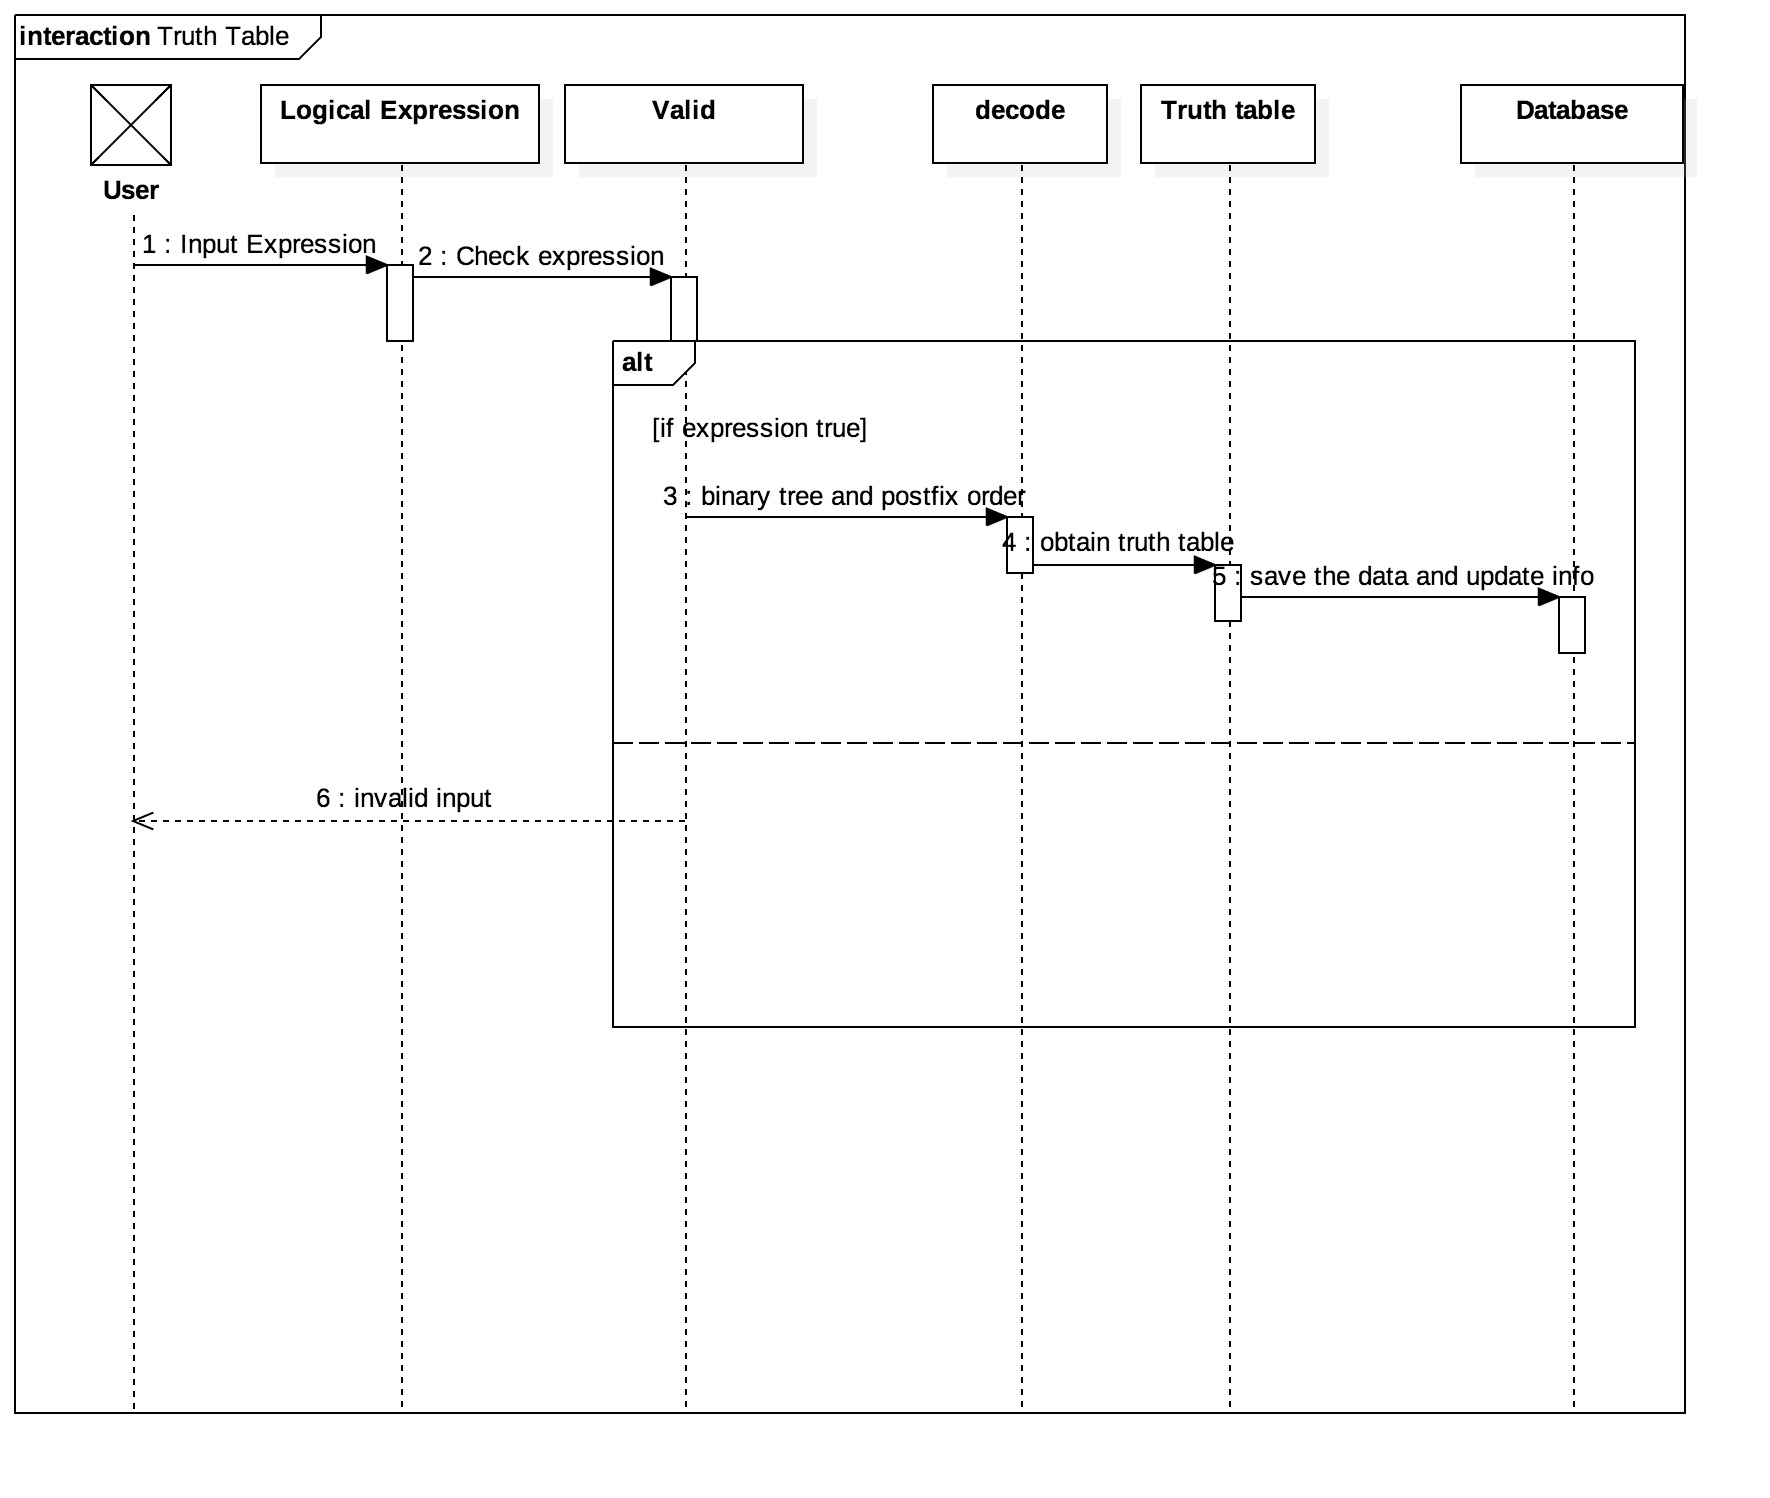 interaction Truth Table
User
Logical Expression
Valid
decode
Truth table
Database
1 : Input Expression
2 : Check expression
alt
[if expression true]
3 : binary tree and postfix order
4 : obtain truth table
5 : save the data and update info
6 : invalid input